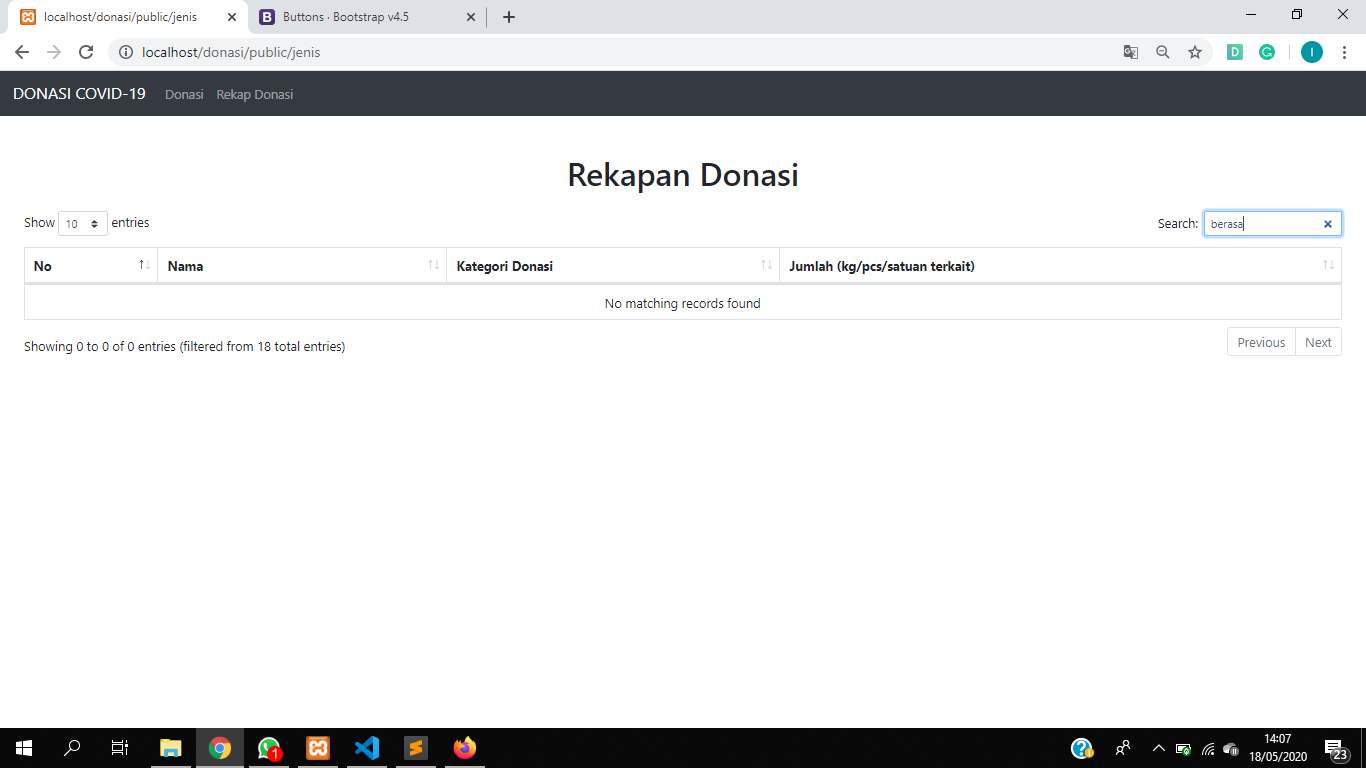 localhost/donasi/public/jenis
Buttons · Bootstrap v4.5
localhost/donasi/public/jenis
DONASI COVID-19 Donasi Rekap Donasi
Rekapan Donasi
Show 10 entries Search: berasa
No Nama Kategori Donasi Jumlah (kg/pcs/satuan terkait)
No matching records found
Showing 0 to 0 of 0 entries (filtered from 18 total entries) Previous Next
14:07
18/05/2020
1
23
I
D
B